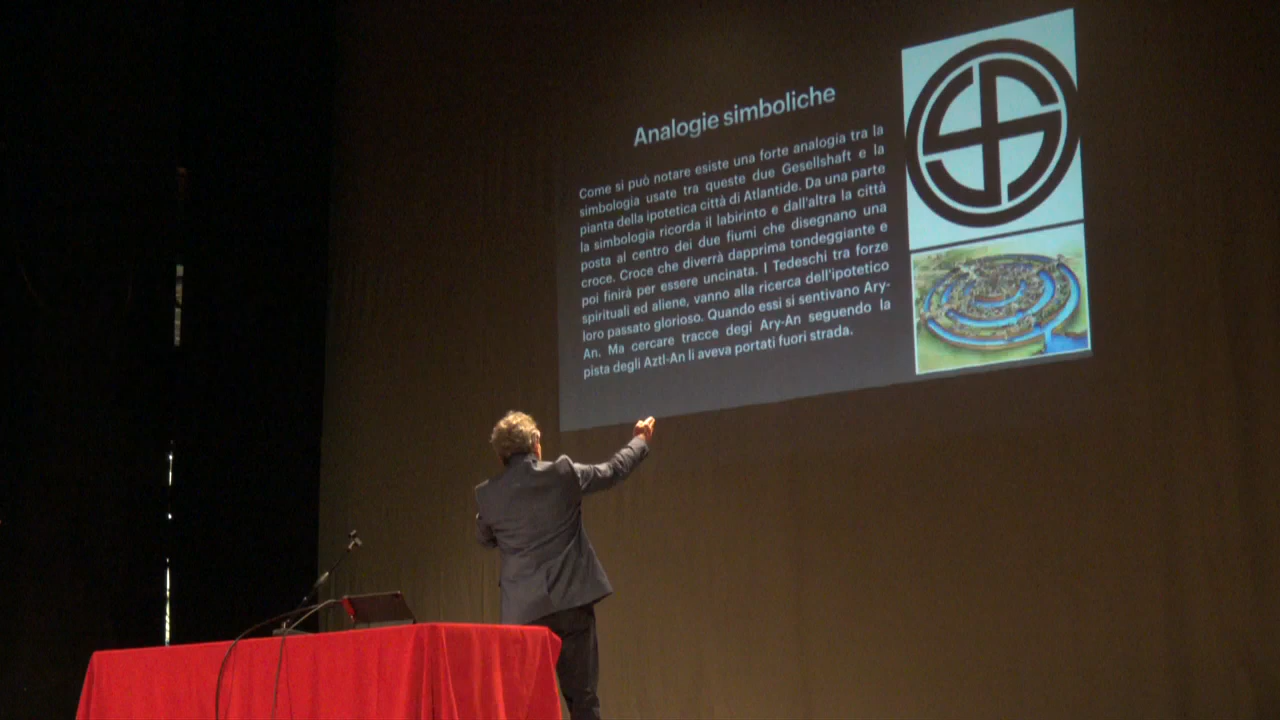 Analogie simboliche
Come si può notare esiste una forte analogia tra la
simbologia usate tra queste due Gesellshaft e la
pianta della ipotetica città di Atlantide. Da una parte
la simbologia ricorda il labirinto e dall'altra la città
posta al centro dei due fiumi che disegnano una
croce. Croce che diverrà dapprima tondeggiante e
poi finirà per essere uncinata. I Tedeschi tra forze
spirituali ed aliene, vanno alla ricerca dell'ipotetico
loro passato glorioso. Quando essi si sentivano Ary-
An. Ma cercare tracce degi Ary-An seguendo la
pista degli Aztl-An li aveva portati fuori strada.